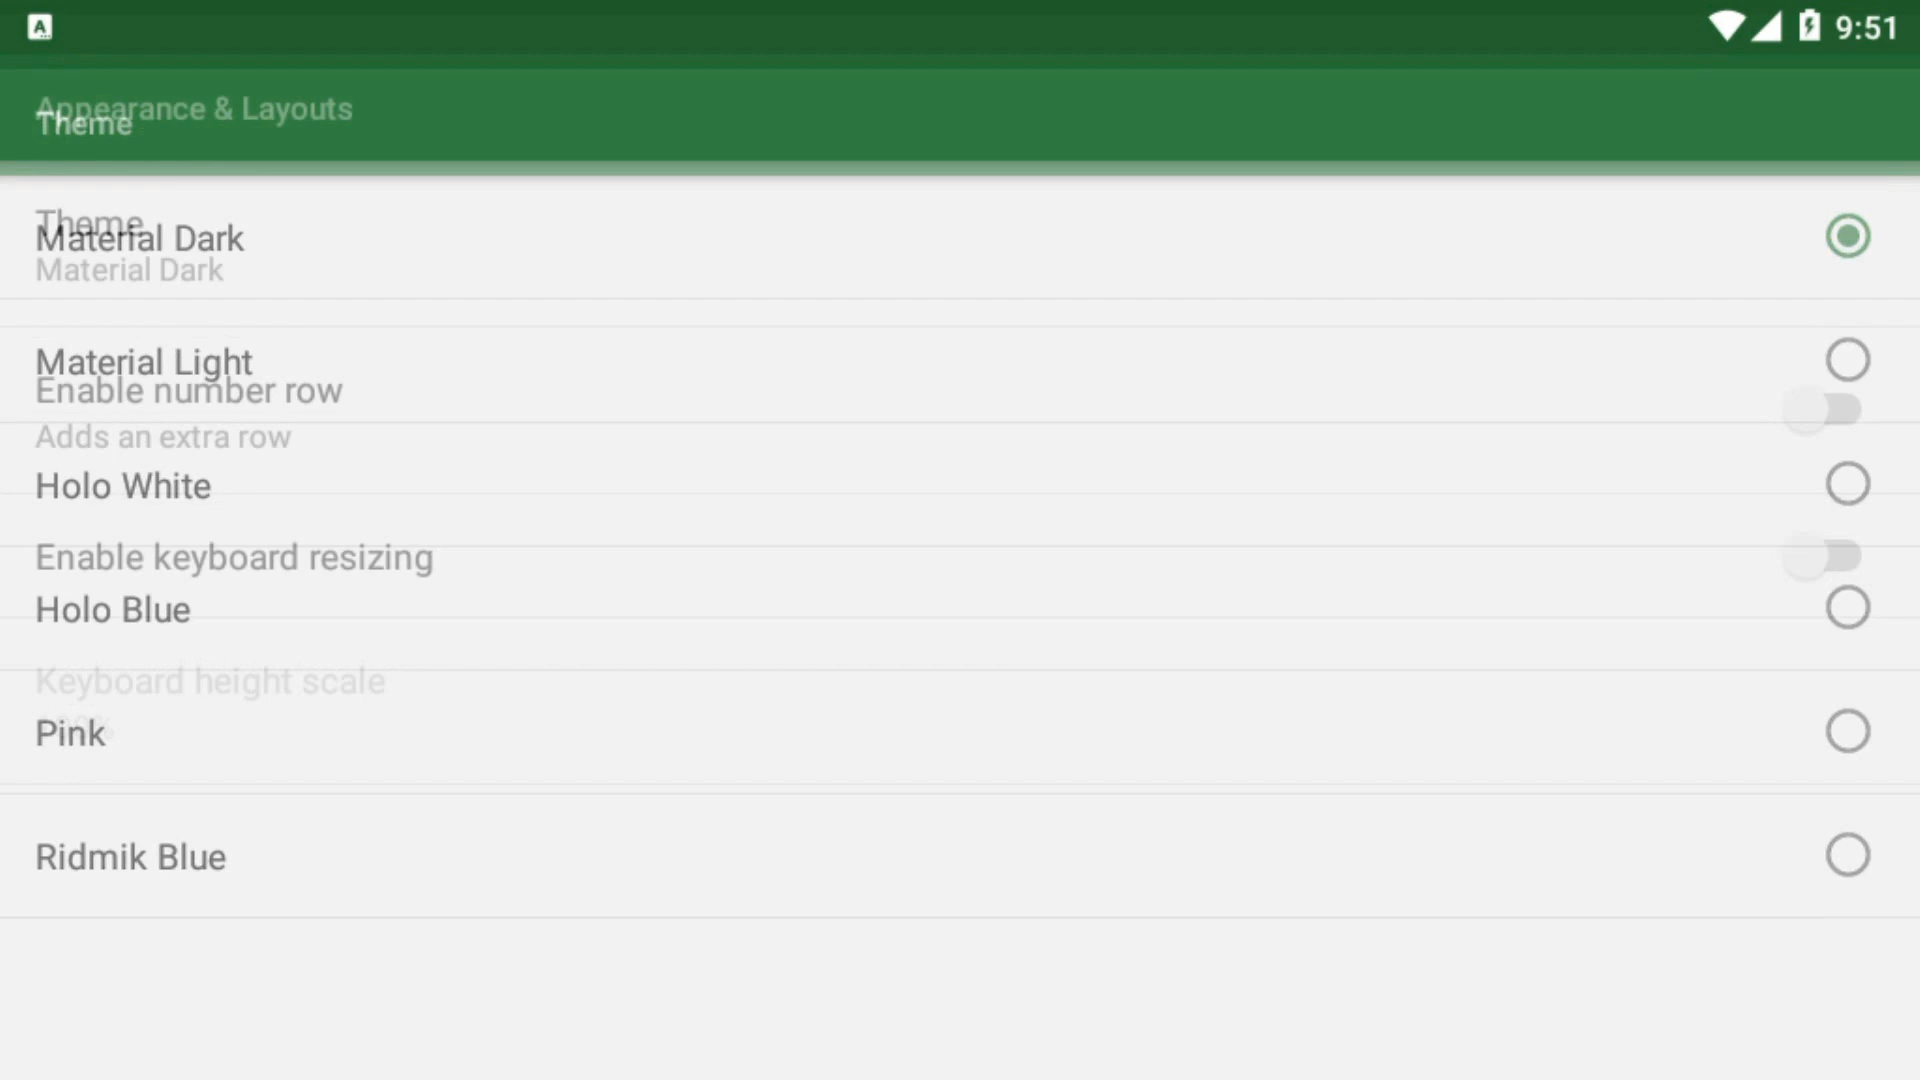 9:51
Appearance & Layouts
Theme
Theme
Material Dark
Material Dark
Material Light
Enable number row
Adds an extra row
Holo White
Enable keyboard resizing
Holo Blue
Keyboard height scale
Pink
Ridmik Blue